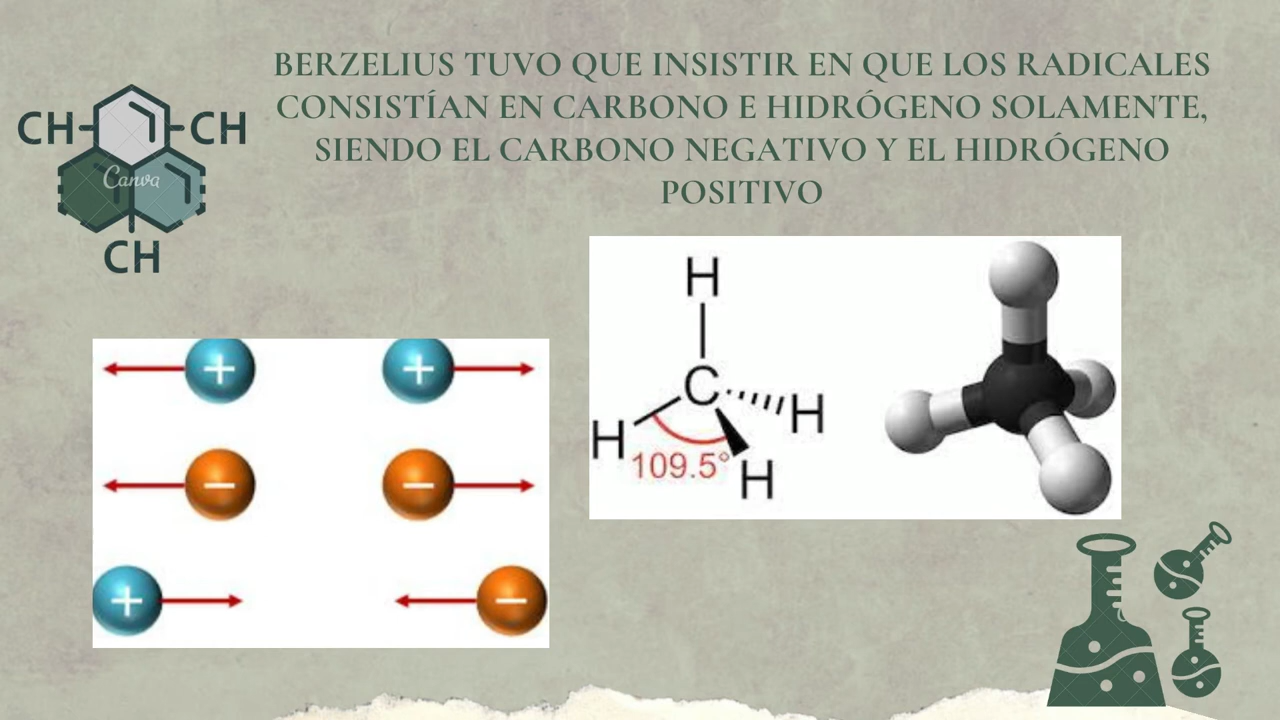 BERZELIUS TUVO QUE INSISTIR EN QUE LOS RADICALES
CONSISTÍAN EN CARBONO E HIDRÓGENO SOLAMENTE,
SIENDO EL CARBONO NEGATIVO Y EL HIDRÓGENO
POSITIVO
CH CH
Canva
CH
H
C
H
H
109.5°
H
+ +
− −
+ −